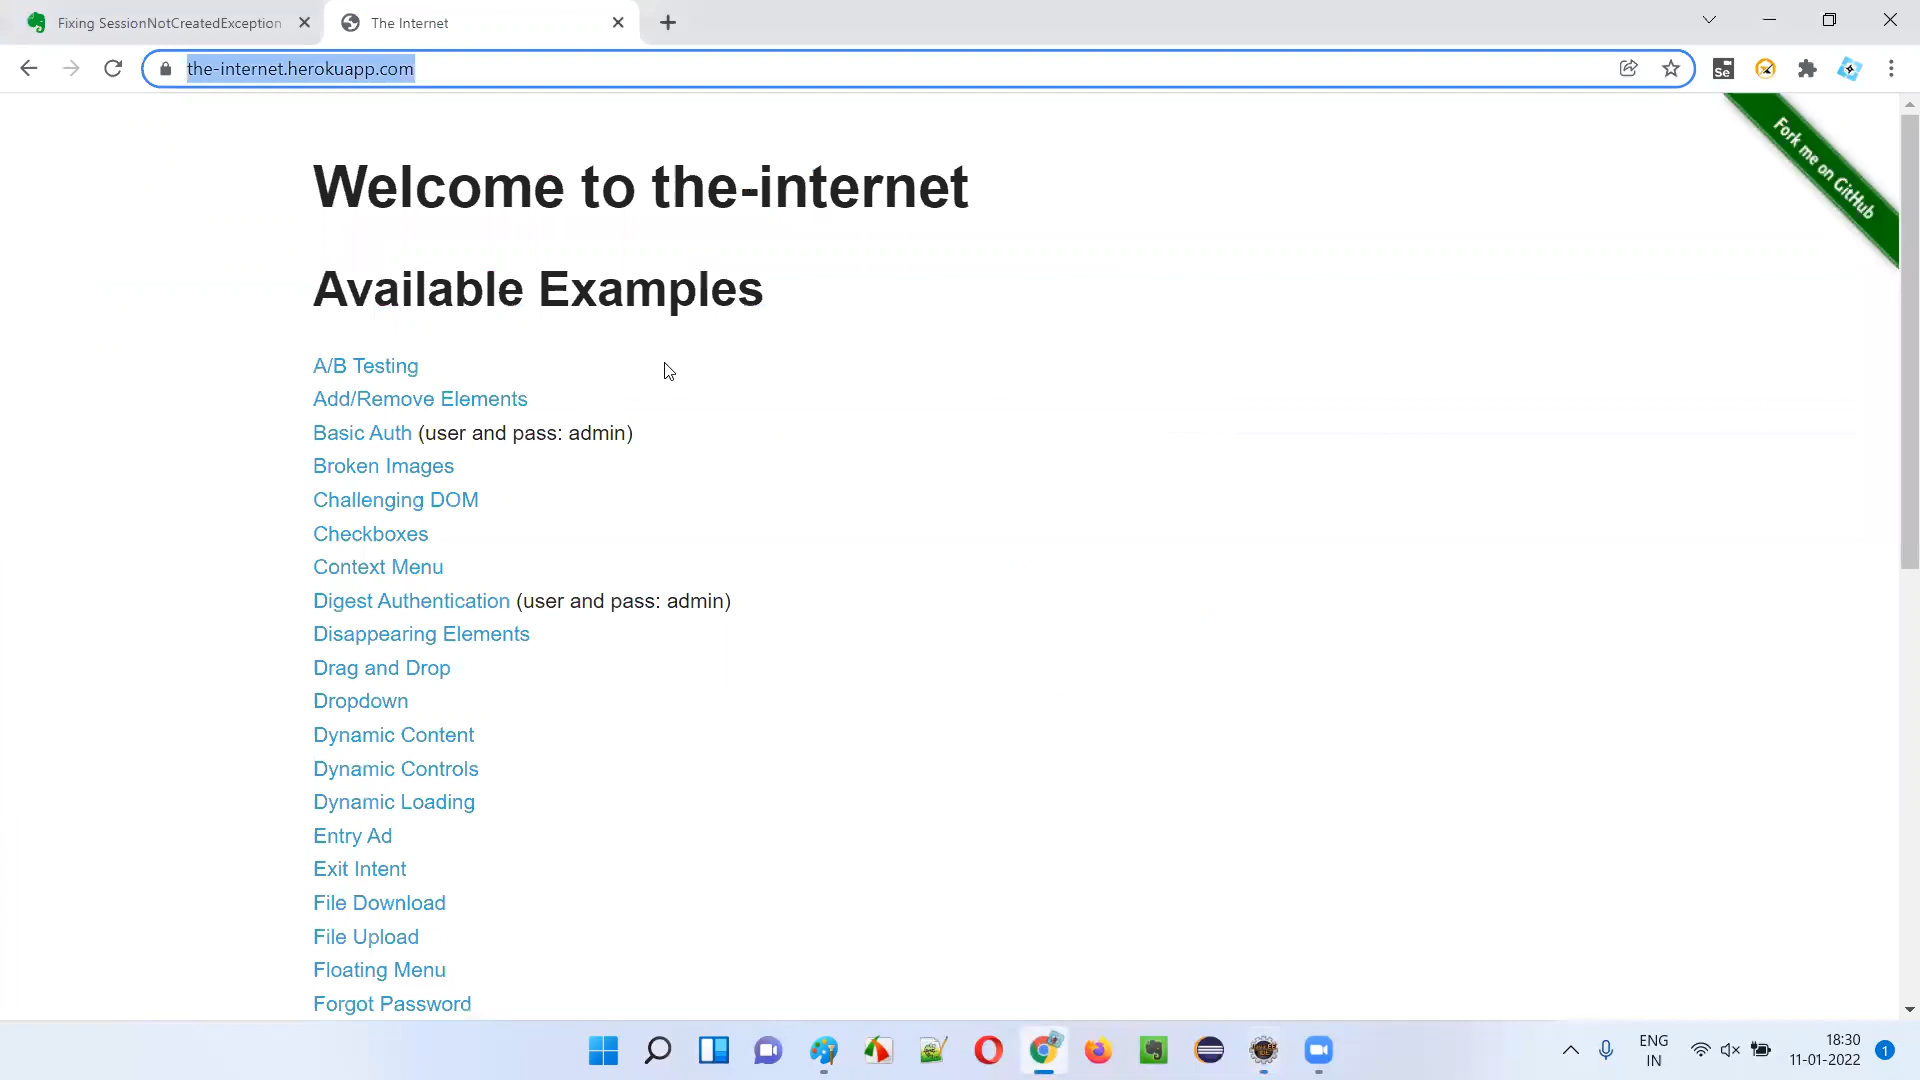 Fixing SessionNotCreatedException
The Internet
the-internet.herokuapp.com
Se
Fork me on GitHub
Welcome to the-internet
Available Examples
A/B Testing
Add/Remove Elements
Basic Auth (user and pass: admin)
Broken Images
Challenging DOM
Checkboxes
Context Menu
Digest Authentication (user and pass: admin)
Disappearing Elements
Drag and Drop
Dropdown
Dynamic Content
Dynamic Controls
Dynamic Loading
Entry Ad
Exit Intent
File Download
File Upload
Floating Menu
Forgot Password
ENG
IN
18:30
11-01-2022
1